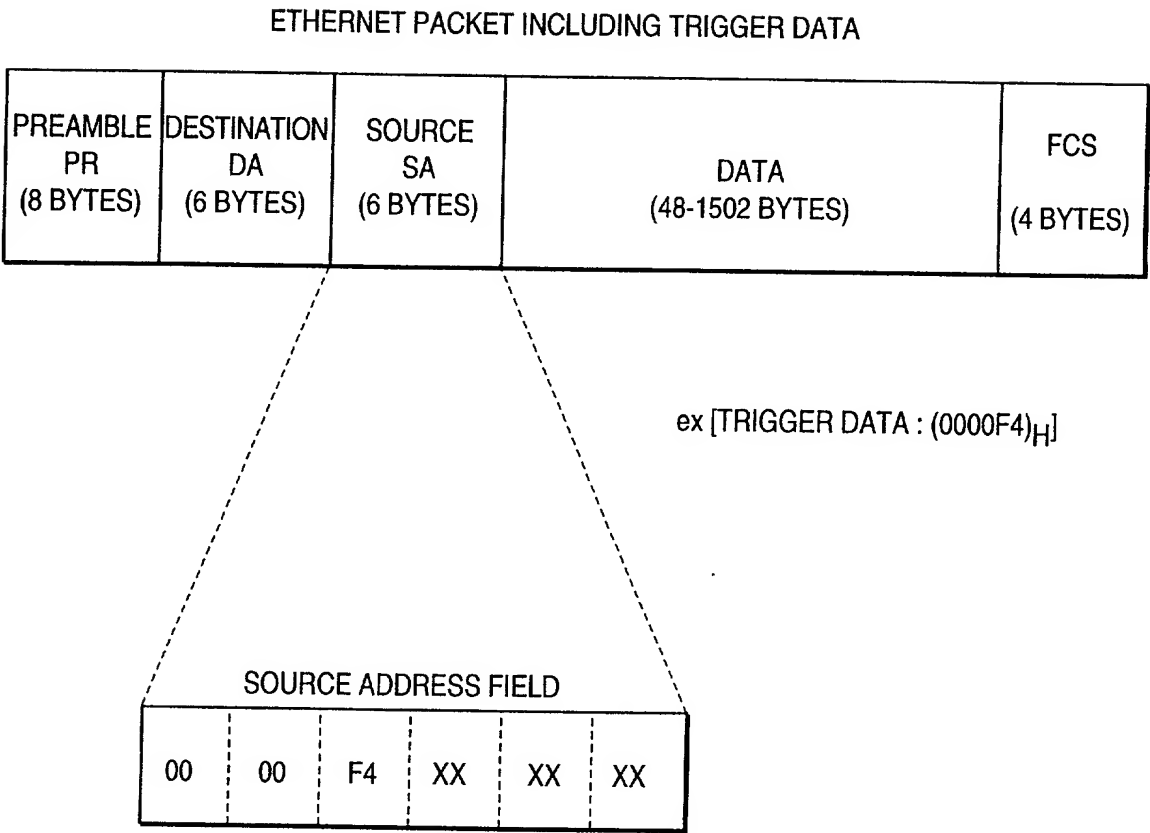 ETHERNET PACKET INCLUDING TRIGGER DATA
PREAMBLE
PR
(8 BYTES)
DESTINATION
DA
(6 BYTES)
SOURCE
SA
(6 BYTES)
DATA
(48-1502 BYTES)
FCS
(4 BYTES)
ex [TRIGGER DATA : (0000F4)H]
SOURCE ADDRESS FIELD
00 00 F4 XX XX XX